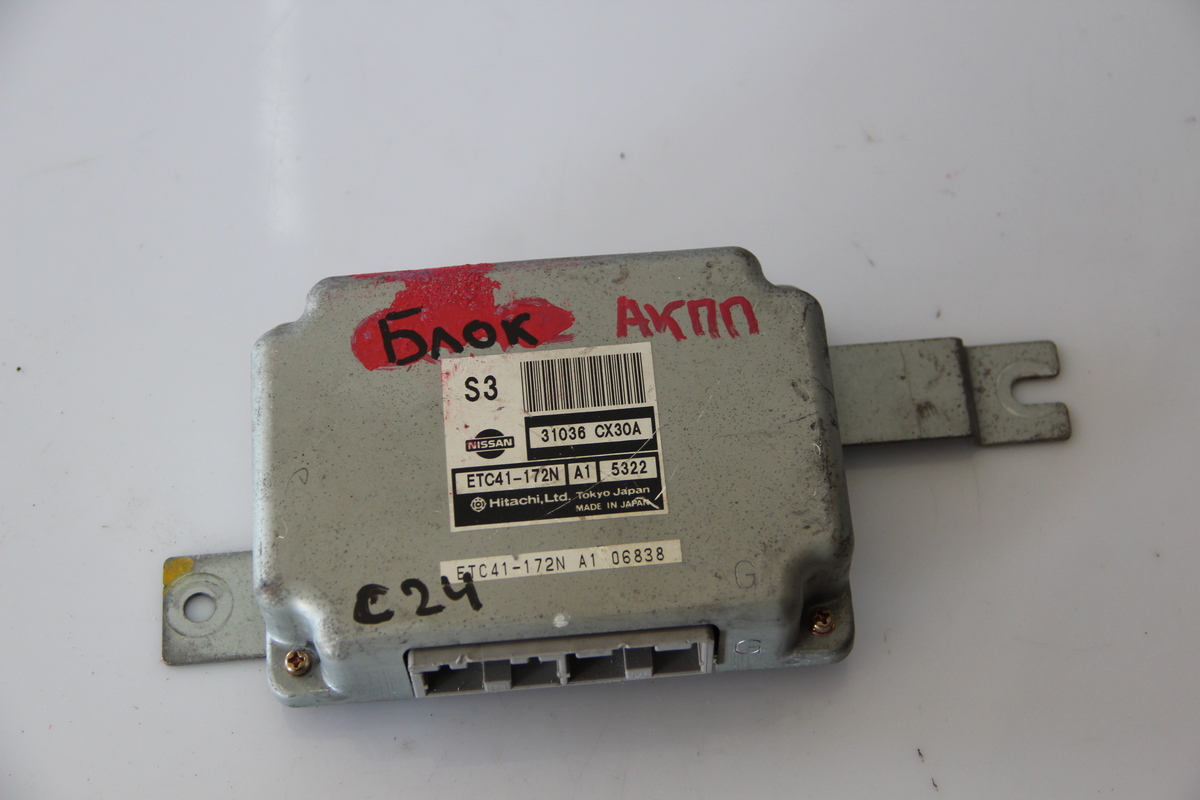 Блок АКПП
S3
NISSAN
31036 CX30A
ETC41-172N A1 5322
Hitachi, Ltd. Tokyo Japan
MADE IN JAPAN
ETC41-172N A1 06838
G
C24
G